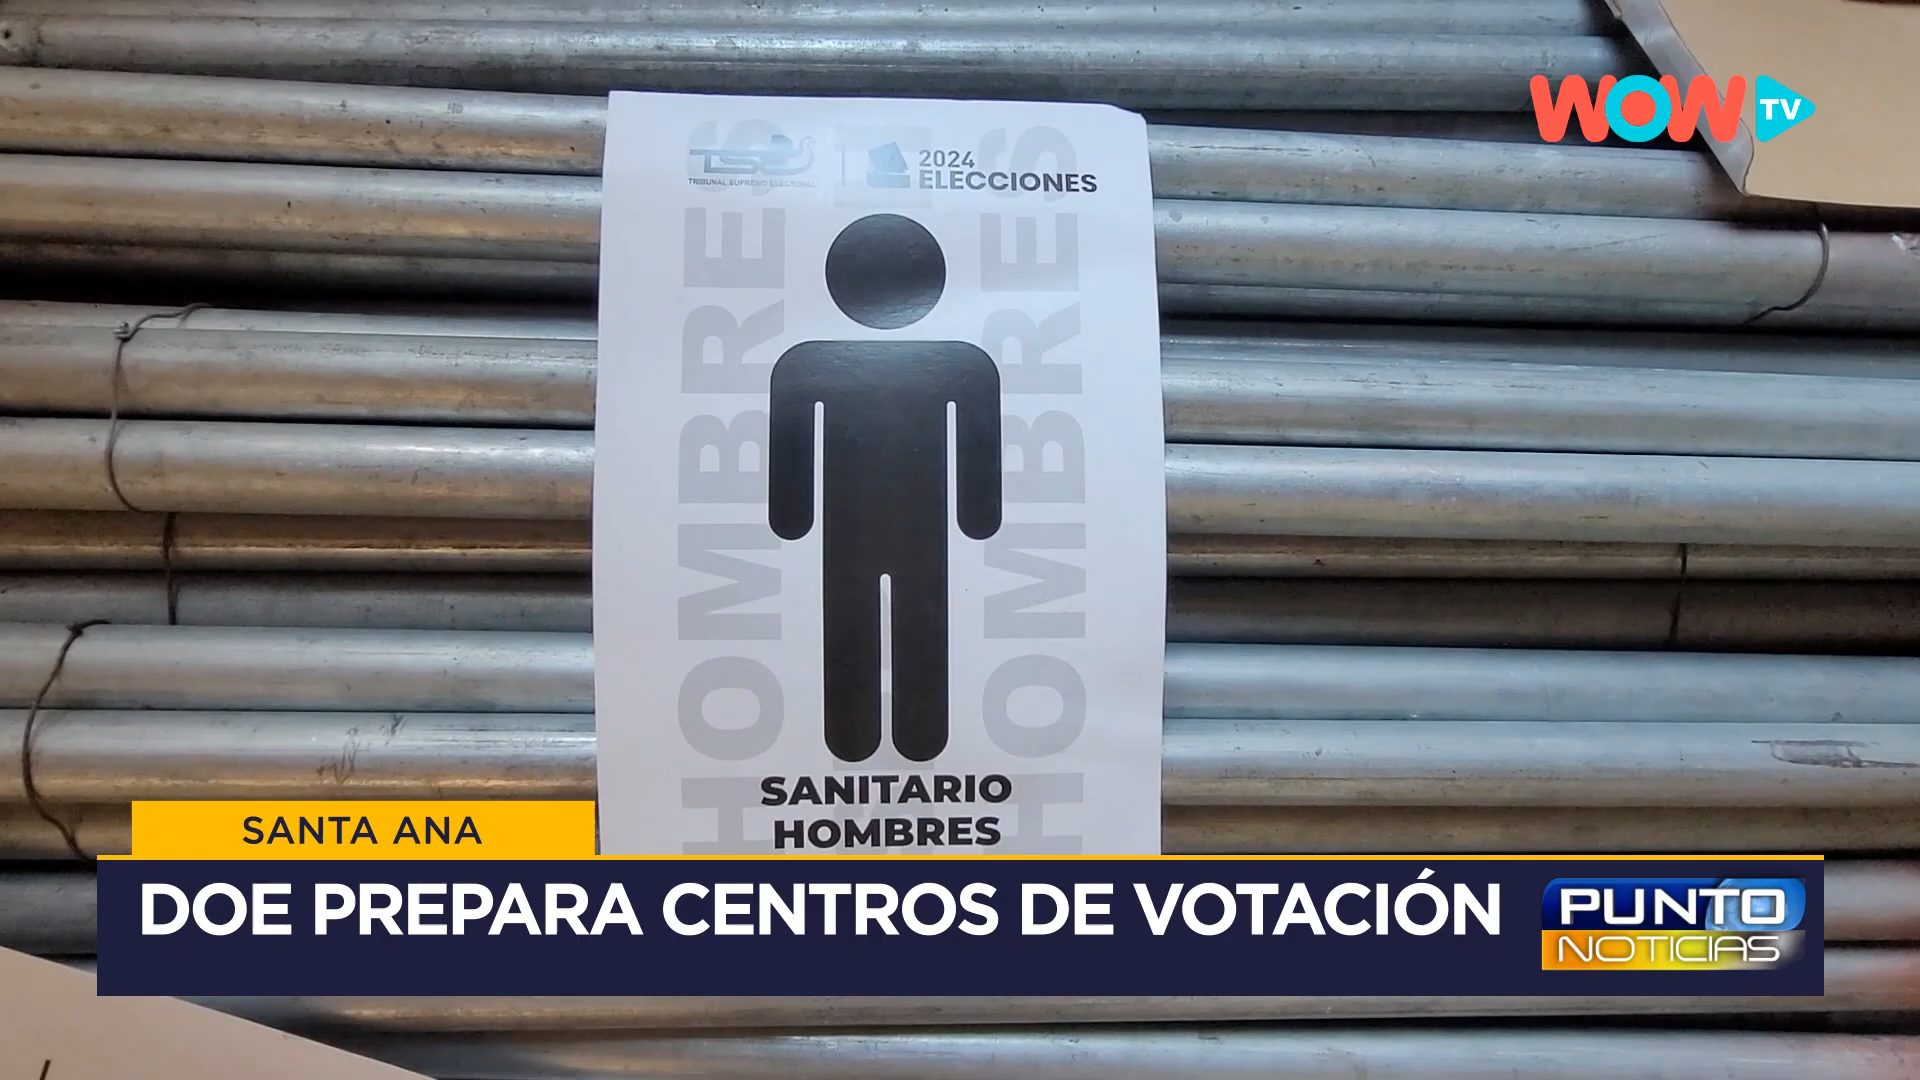 WOW TV
TSE
TRIBUNAL SUPREMO ELECTORAL
2024
ELECCIONES
HOMBRES
HOMBRES
SANITARIO
HOMBRES
SANTA ANA
DOE PREPARA CENTROS DE VOTACIÓN
PUNTO
NOTICIAS